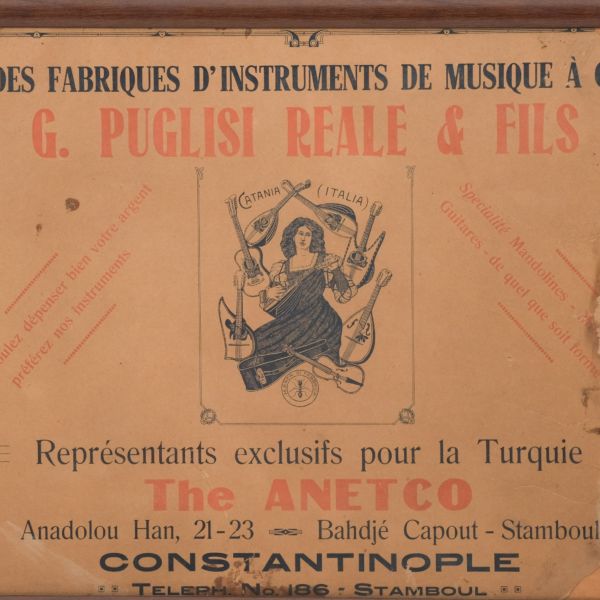 DES FABRIQUES D'INSTRUMENTS DE MUSIQUE À
G. PUGLISI REALE & FILS
CATANIA (ITALIA)
dépenser bien votre argent
préférez nos instruments
Spécialité Mandolines -
Guitares - de quel que soit forme
Représentants exclusifs pour la Turquie
The ANETCO
Anadolou Han, 21-23 Bahdjé Capout - Stamboul
CONSTANTINOPLE
TELEPH. No. 186 - STAMBOUL